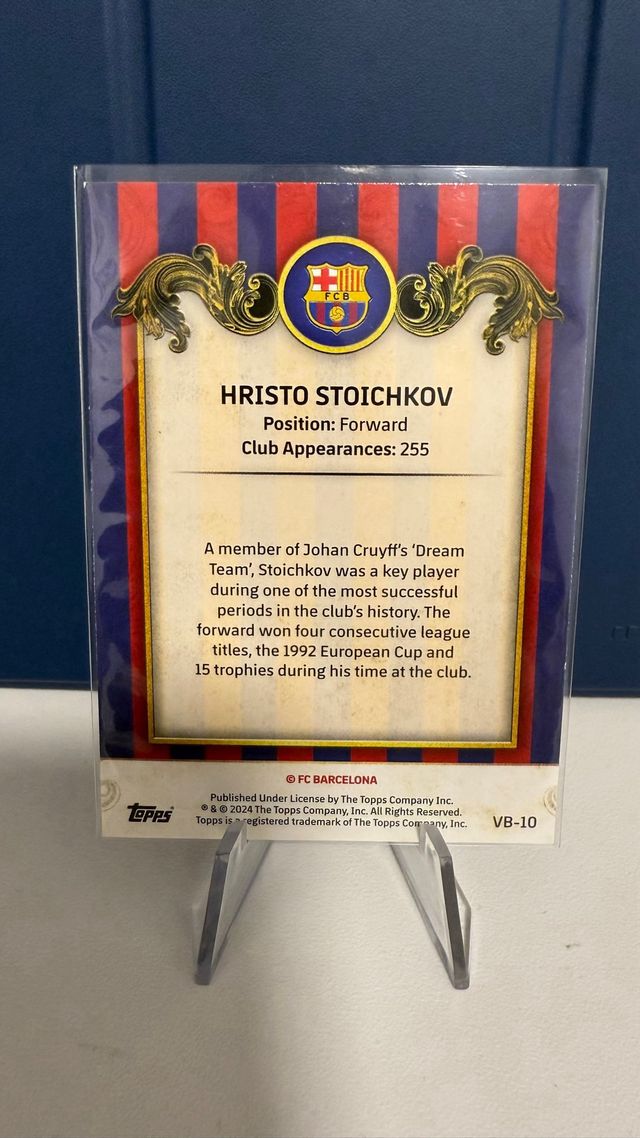 FCB
HRISTO STOICHKOV
Position: Forward
Club Appearances: 255
A member of Johan Cruyff's 'Dream
Team', Stoichkov was a key player
during one of the most successful
periods in the club's history. The
forward won four consecutive league
titles, the 1992 European Cup and
15 trophies during his time at the club.
© FC BARCELONA
Published Under License by The Topps Company Inc.
® & © 2024 The Topps Company, Inc. All Rights Reserved.
Topps is a registered trademark of The Topps Company, Inc.
Topps
VB-10